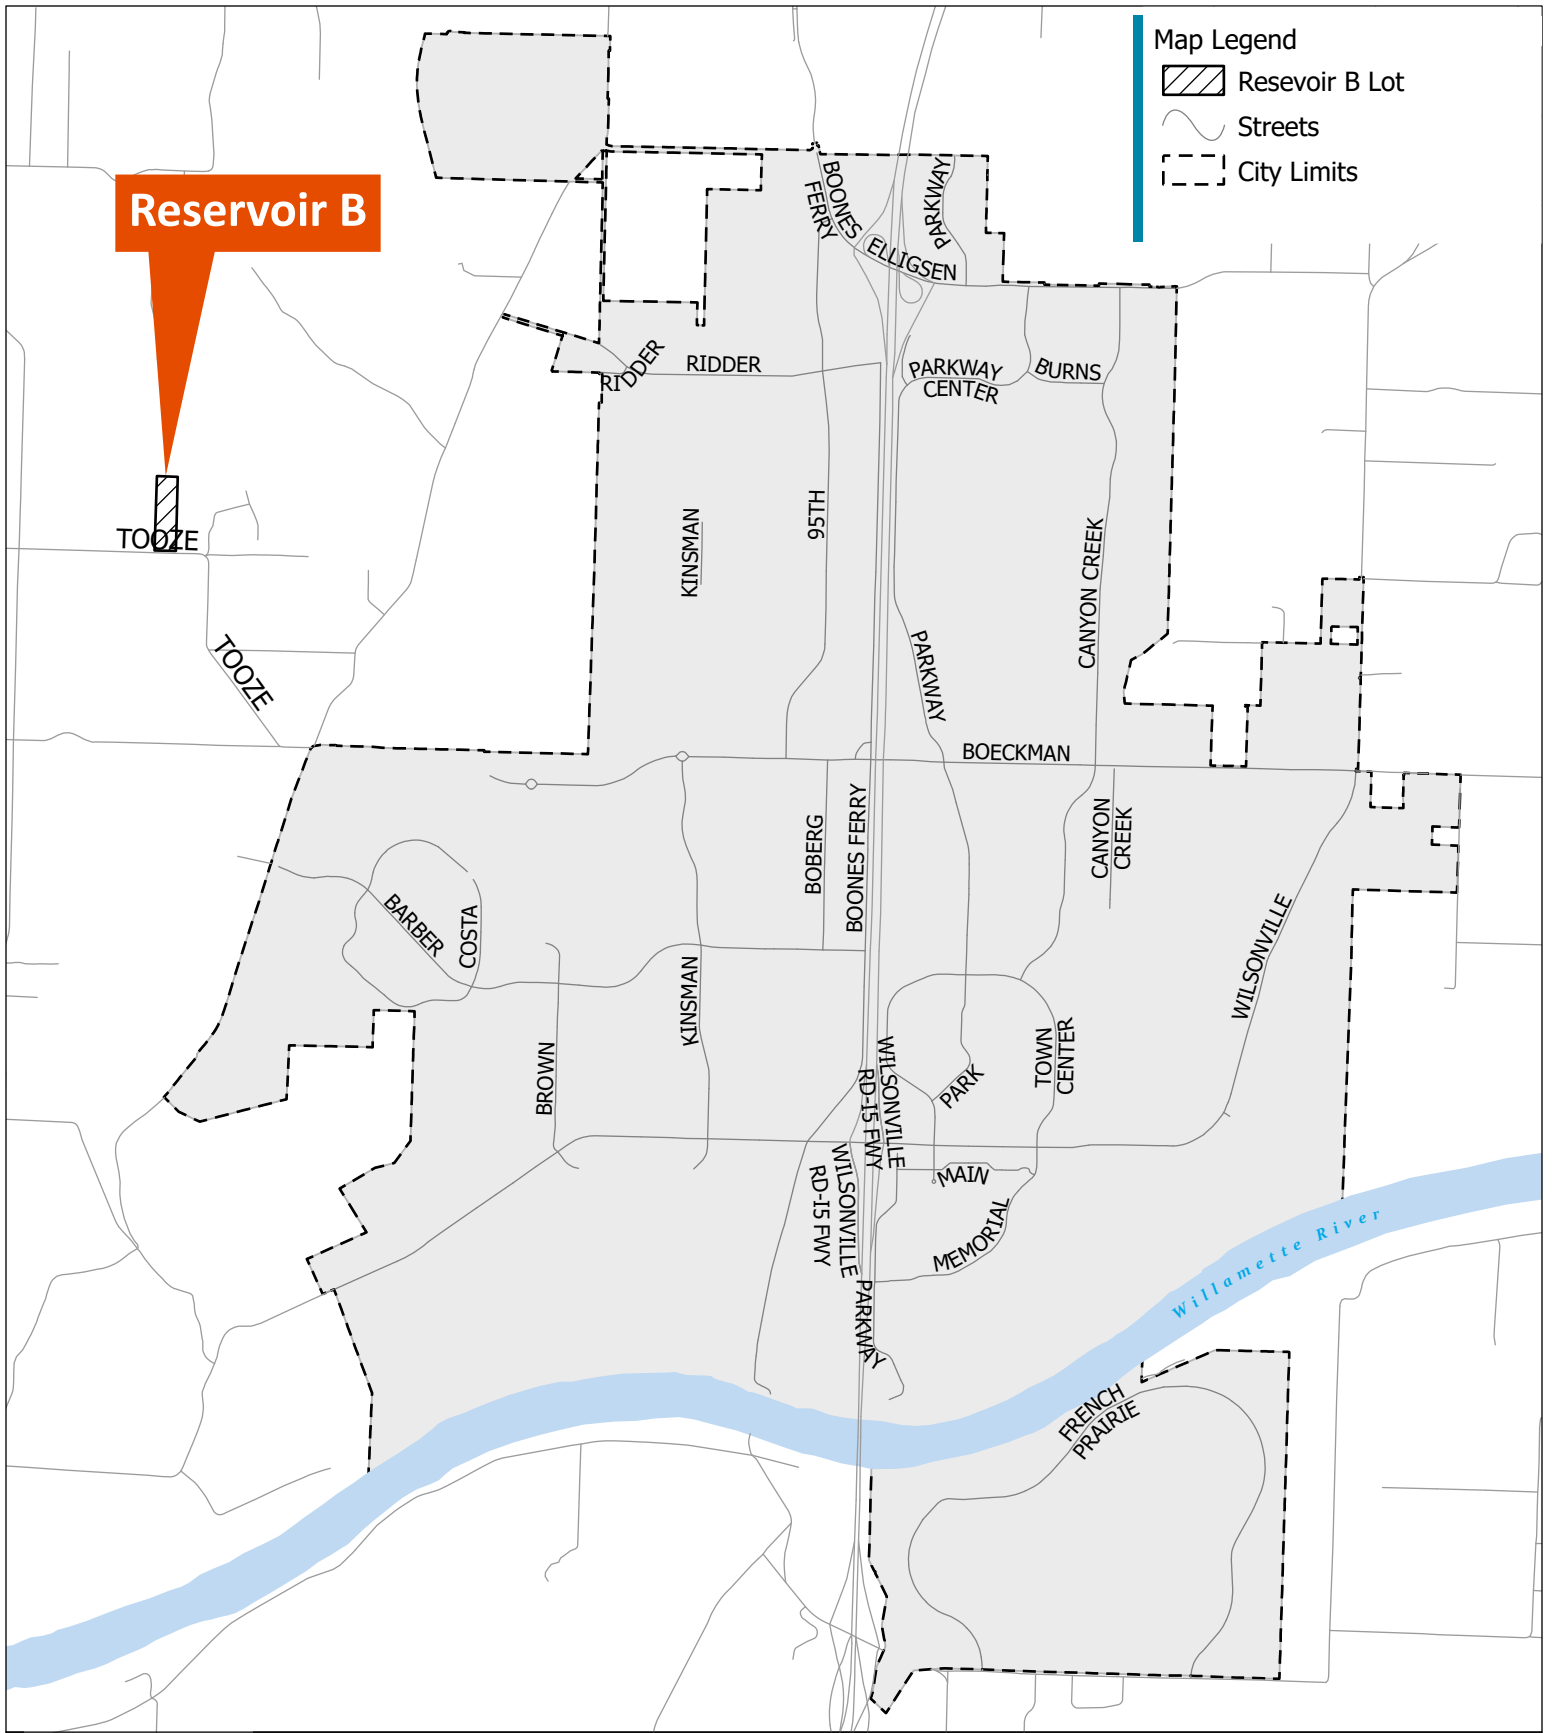 Map Legend
Resevoir B Lot
Streets
City Limits
Reservoir B
BOONES
FERRY
PARKWAY
ELLIGSEN
RIDDER
RIDDER
PARKWAY
CENTER
BURNS
KINSMAN
95TH
CANYON CREEK
TOOZE
TOOZE
PARKWAY
BOECKMAN
BOBERG
BOONES FERRY
CANYON
CREEK
BARBER
COSTA
WILSONVILLE
KINSMAN
BROWN
TOWN
CENTER
PARK
WILSONVILLE
RD-I5 FWY
WILSONVILLE
RD-I5 FWY
MAIN
MEMORIAL
PARKWAY
Willamette River
FRENCH
PRAIRIE